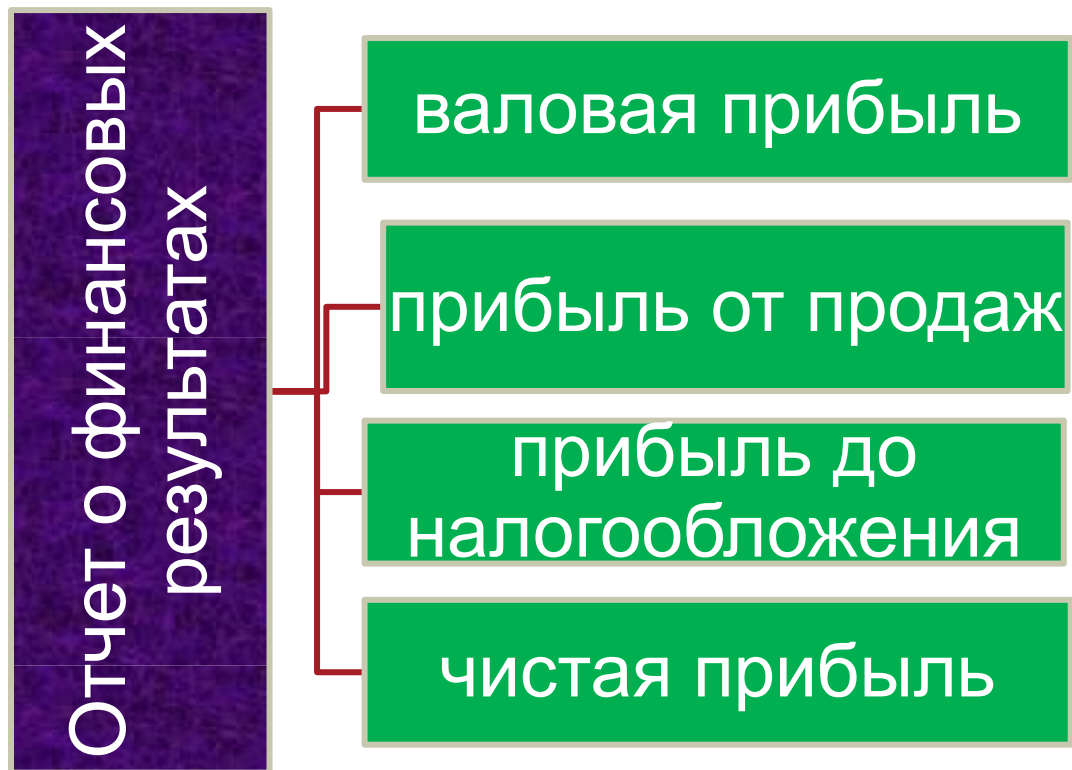 Отчет о финансовых
результатах
валовая прибыль
прибыль от продаж
прибыль до
налогообложения
чистая прибыль